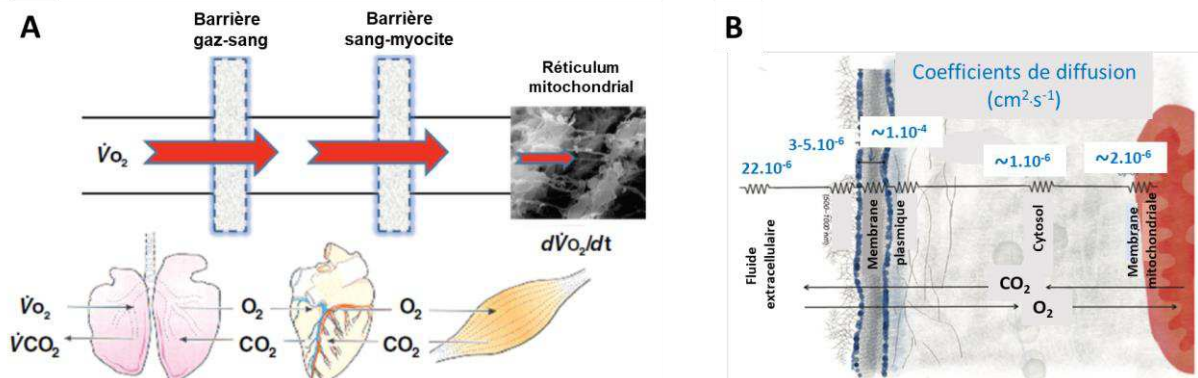 A
Barrière
gaz-sang
Barrière
sang-myocite
Réticulum
mitochondrial
V̇O₂
dV̇O₂/dt
V̇O₂
O₂
O₂
V̇CO₂
CO₂
CO₂
B
Coefficients de diffusion
(cm²·s⁻¹)
~1.10⁻⁴
3-5.10⁻⁶
~1.10⁻⁶
~2.10⁻⁶
22.10⁻⁶
Fluide
extracellulaire
Membrane
plasmique
Cytosol
Membrane
mitochondriale
CO₂
O₂